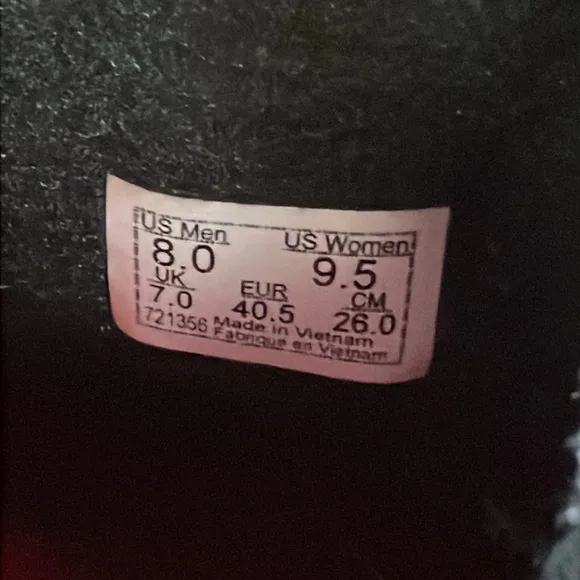 US Men US Women
8.0 9.5
UK EUR CM
7.0 40.5 26.0
721356 Made in Vietnam
Fabrique en Vietnam